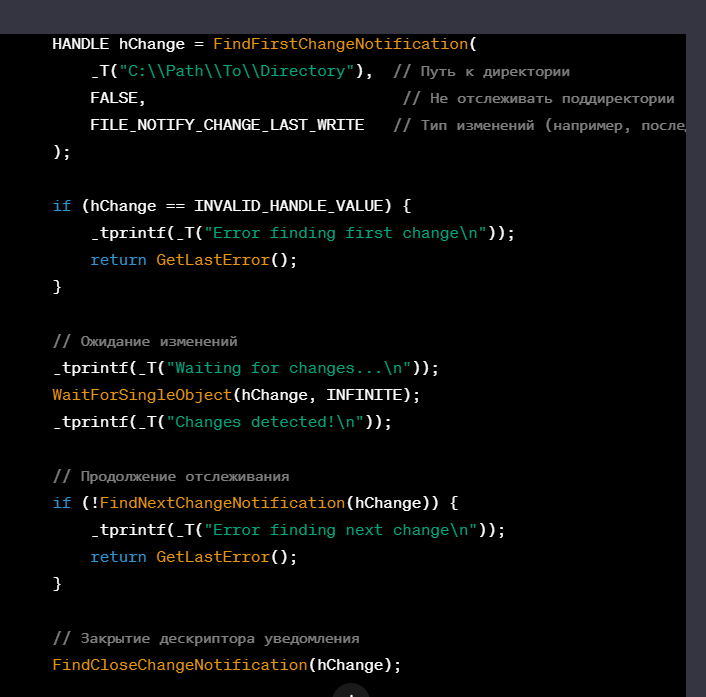 HANDLE hChange = FindFirstChangeNotification(
_T("C:\\Path\\To\\Directory"), // Путь к директории
FALSE, // Не отслеживать поддиректории
FILE_NOTIFY_CHANGE_LAST_WRITE // Тип изменений (например,
);
if (hChange == INVALID_HANDLE_VALUE) {
_tprintf(_T("Error finding first change\n"));
return GetLastError();
}
// Ожидание изменений
_tprintf(_T("Waiting for changes...\n"));
WaitForSingleObject(hChange, INFINITE);
_tprintf(_T("Changes detected!\n"));
// Продолжение отслеживания
if (!FindNextChangeNotification(hChange)) {
_tprintf(_T("Error finding next change\n"));
return GetLastError();
}
// Закрытие дескриптора уведомления
FindCloseChangeNotification(hChange);